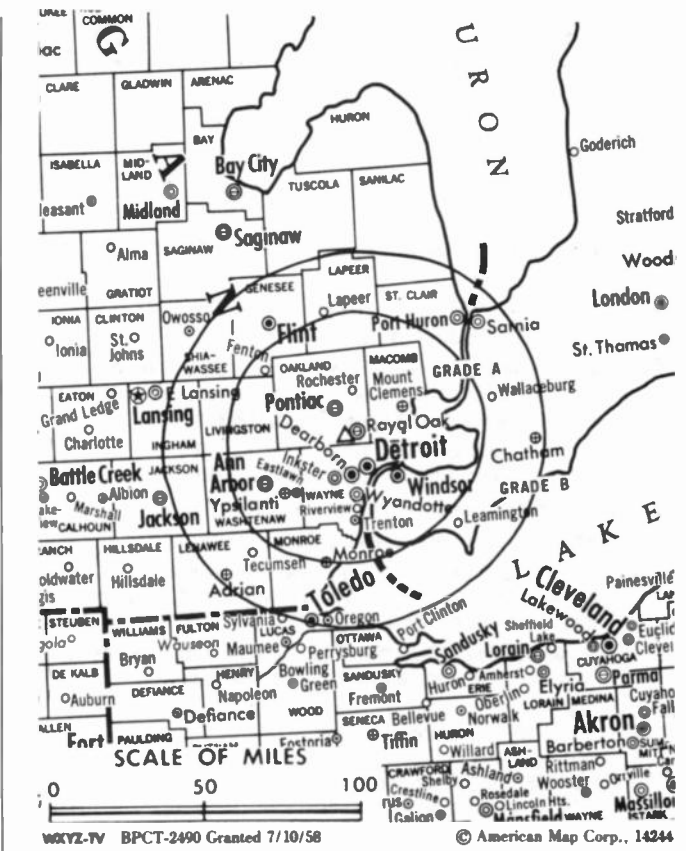 COMMON
G
CLARE
GLADWIN
ARENAC
URON
HURON
Goderich
BAY
ISABELLA
MID-
LAND
A
Bay City
TUSCOLA
SANILAC
Midland
Saginaw
Stratford
Alma
SAGINAW
Wood
GRATIOT
N
GENESEE
LAPEER
Lapeer
ST. CLAIR
London
IONIA
CLINTON
Owosso
Flint
Port Huron
Sarnia
Ionia
St.
Johns
SHIA-
WASSEE
Fenton
St. Thomas
OAKLAND
MACOMB
Rochester
Mount
Clemens
GRADE A
Wallaceburg
EATON
Grand Ledge
E Lansing
Lansing
Pontiac
Charlotte
LIVINGSTON
Royal Oak
INGHAM
Dearborn
Detroit
Chatham
Battle Creek
JACKSON
Ann
Arbor
Eastlawn
Inkster
Windsor
GRADE B
Albion
Marshall
Jackson
Ypsilanti
WAYNE
Wyandotte
CALHOUN
WASHTENAW
Riverview
Trenton
Leamington
HILLSDALE
LENAWEE
MONROE
Monroe
LAKE
Tecumsen
Hillsdale
Adrian
Toledo
Cleveland
Painesville
STEUBEN
WILLIAMS
FULTON
Sylvania
Oregon
Lakewood
LUCAS
Port Clinton
Wauseon
Maumee
Perrysburg
OTTAWA
Sandusky
Sheffield
Lake
Lorain
Bryan
CUYAHOGA
DE KALB
HENRY
Bowling
Green
SANDUSKY
Huron
Amherst
Parma
Auburn
DEFIANCE
Napoleon
Fremont
ERIE
Oberlin
Elyria
WOOD
LORAIN
MEDINA
Defiance
SENECA
Bellevue
Norwalk
Akron
PAULDING
Fostoria
Tiffin
HURON
Willard
ASH-
LAND
Barberton
Fort
SCALE OF MILES
CRAWFORD
Shelby
Ashland
Rittman
Wooster
Orrville
0 50 100
Crestline
Galion
Rosedale
Lincoln Hts.
Mansfield
WAYNE
Massillon
STARK
WXYZ-TV BPCT-2490 Granted 7/10/58
© American Map Corp., 14244